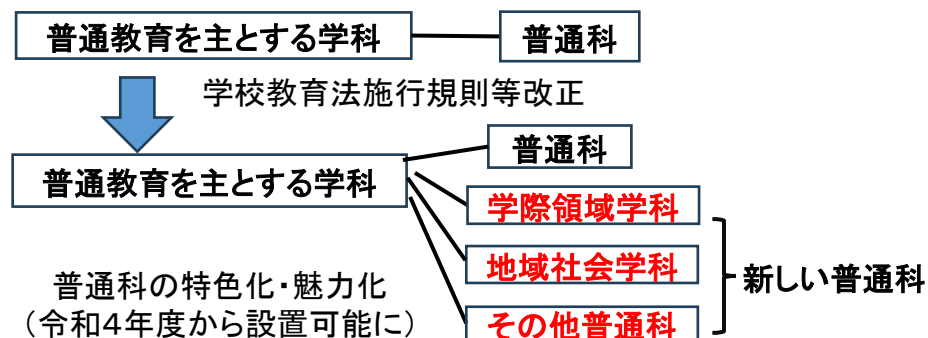 普通教育を主とする学科
普通科
学校教育法施行規則等改正
普通科
普通教育を主とする学科
学際領域学科
地域社会学科
新しい普通科
普通科の特色化・魅力化
（令和4年度から設置可能に）
その他普通科